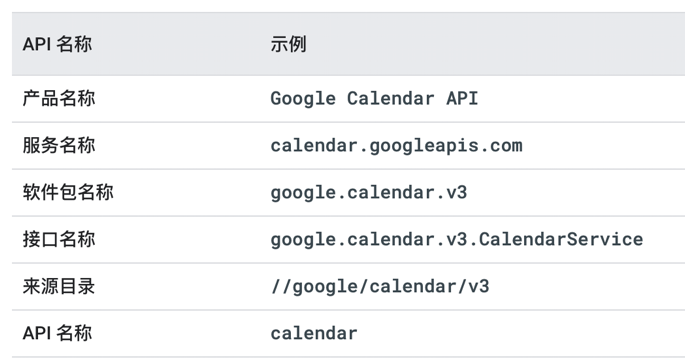 API 名称 示例
产品名称 Google Calendar API
服务名称 calendar.googleapis.com
软件包名称 google.calendar.v3
接口名称 google.calendar.v3.CalendarService
来源目录 //google/calendar/v3
API 名称 calendar